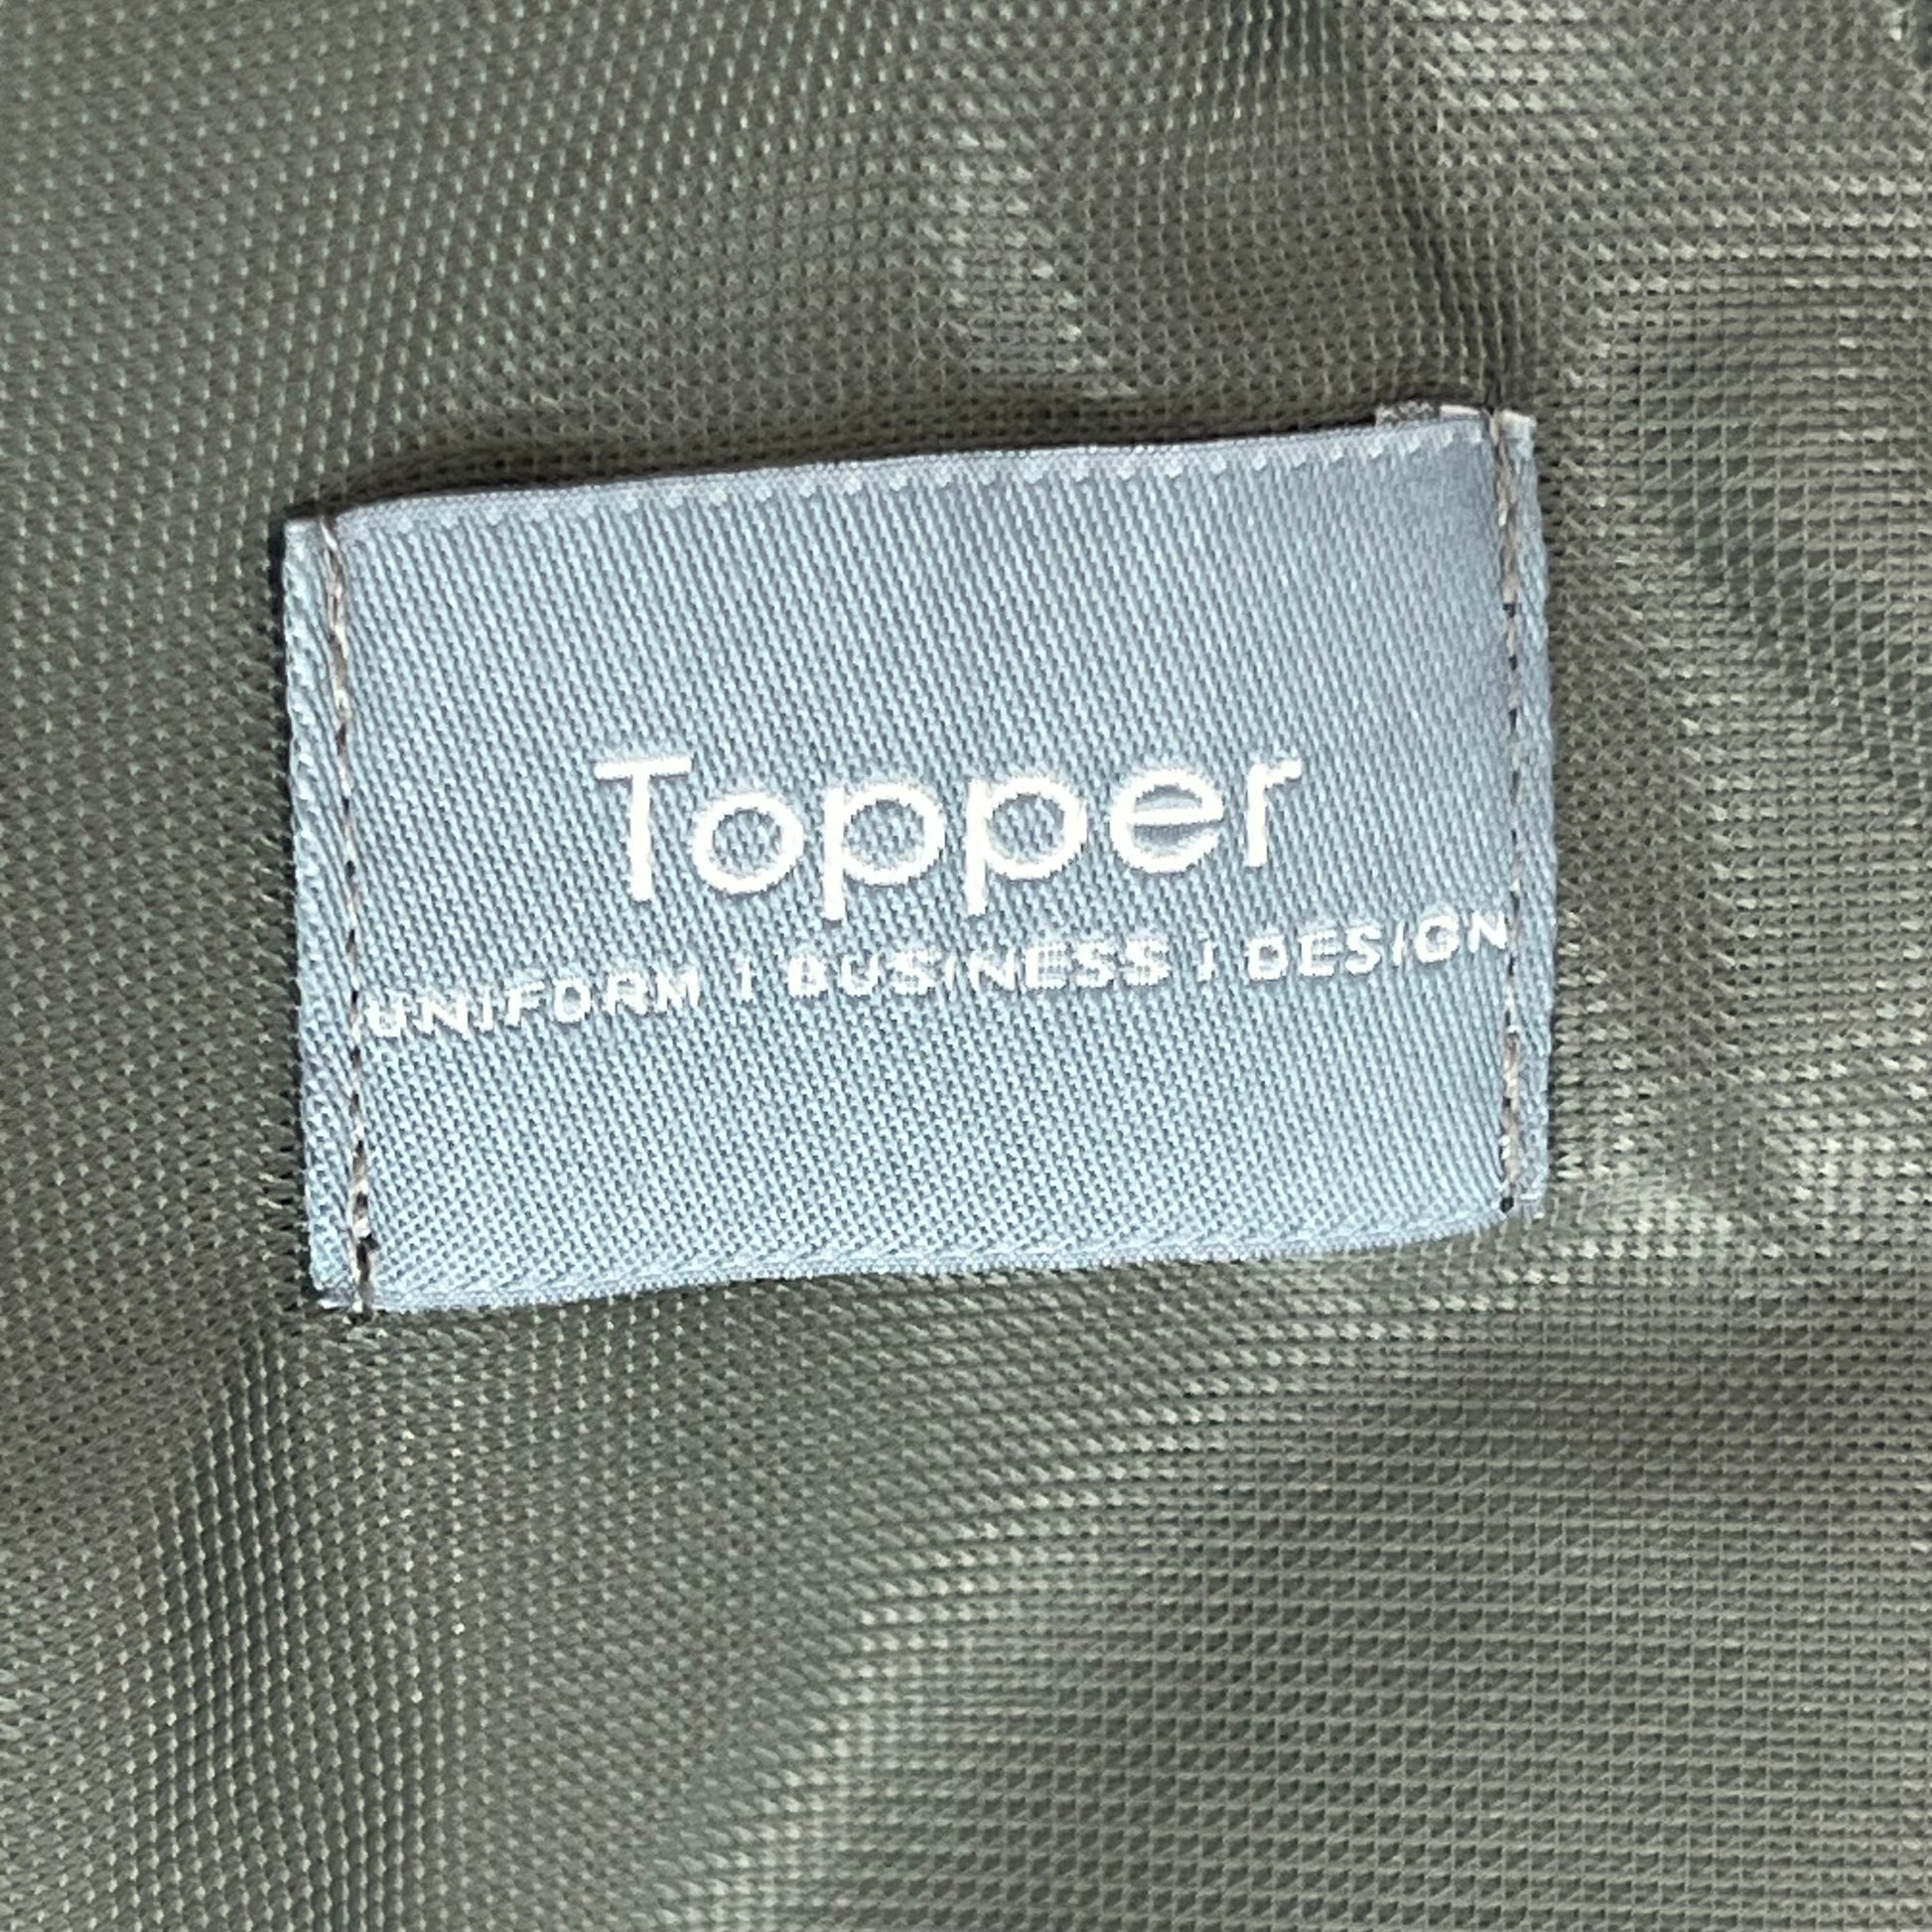 Topper
UNIFORM | BUSINESS | DESIGN